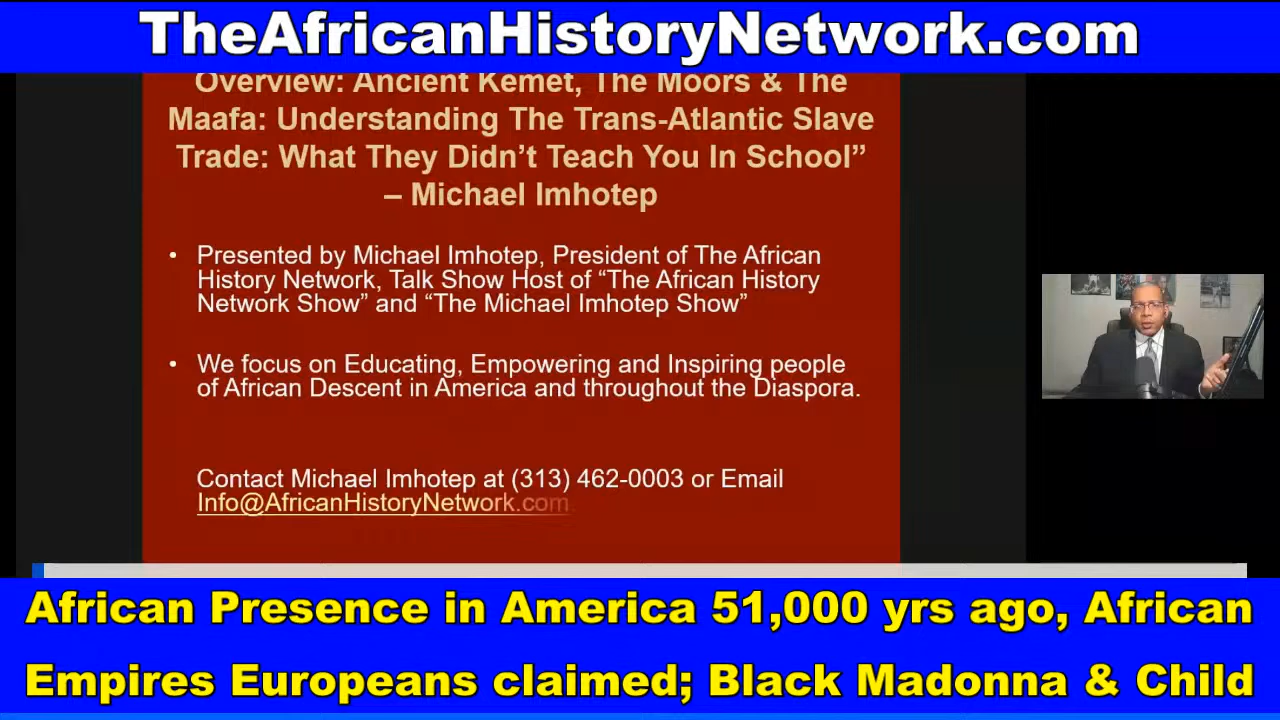 TheAfricanHistoryNetwork.com
Overview: Ancient Kemet, The Moors & The
Maafa: Understanding The Trans-Atlantic Slave
Trade: What They Didn’t Teach You In School”
– Michael Imhotep
• Presented by Michael Imhotep, President of The African
History Network, Talk Show Host of “The African History
Network Show” and “The Michael Imhotep Show”
• We focus on Educating, Empowering and Inspiring people
of African Descent in America and throughout the Diaspora.
Contact Michael Imhotep at (313) 462-0003 or Email
Info@AfricanHistoryNetwork.com
African Presence in America 51,000 yrs ago, African
Empires Europeans claimed; Black Madonna & Child